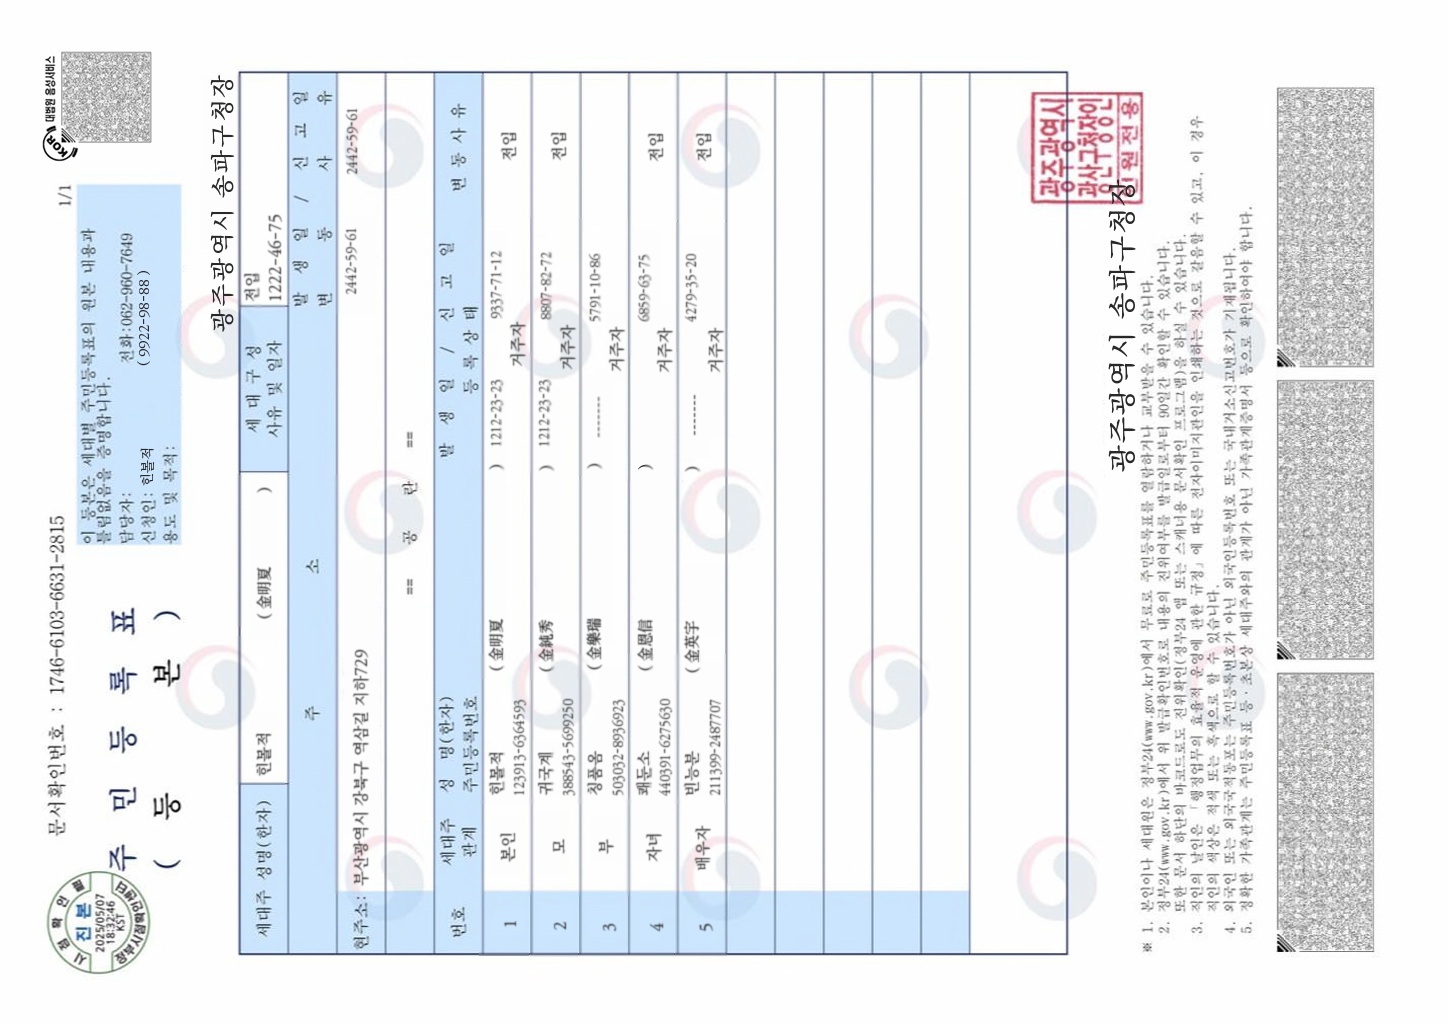 문서확인번호 : 1746-6103-6631-2815
1/1
대법원 음성서비스
KOR
시 점 확 인 필
진 본
2025/05/07
18:32:46
KST
정부시점확인센터
주 민 등 록 표
( 등 본 )
이 등본은 세대별 주민등록표의 원본 내용과
틀림없음을 증명합니다.
담당자: 전화:062-960-7649
신청인: 헌볼적 ( 9922-98-88 )
용도 및 목적:
광주광역시 송파구청장
세대주 성명(한자) 헌볼적 ( 金明夏 ) 세 대 구 성 전입
사유 및 일자 1222-46-75
주 소 발 생 일 / 신 고 일
변 동 사 유
현주소: 부산광역시 강북구 역삼길 지하729 2442-59-61 2442-59-61
== 공 란 ==
번호 세대주 성 명(한자) 발 생 일 / 신 고 일 변 동 사 유
관계 주민등록번호 등 록 상 태
1 본인 헌볼적 ( 金明夏 ) 1212-23-23 9337-71-12 전입
123913-6364593 거주자
2 모 귀국계 ( 金純秀 ) 1212-23-23 8807-82-72 전입
388543-5699250 거주자
3 부 칭품음 ( 金樂瑞 ) ------- 5791-10-86
503032-8936923 거주자
4 자녀 쾌둔소 ( 金恩信 ) 6859-63-75 전입
440391-6275630 거주자
5 배우자 빈능분 ( 金英宇 ) ------- 4279-35-20 전입
211399-2487707 거주자
광주광역시
광산구청장인
민원전용
광주광역시 송파구청장
※ 1. 본인이나 세대원은 정부24(www.gov.kr)에서 무료로 주민등록표를 열람하거나 교부받을 수 있습니다.
2. 정부24(www.gov.kr)에서 위 발급확인번호로 내용의 진위여부를 발급일로부터 90일간 확인할 수 있습니다.
또한 문서 하단의 바코드로도 진위확인(정부24 앱 또는 스캐너용 문서확인 프로그램)을 하실 수 있습니다.
3. 직인의 날인은 「행정업무의 효율적 운영에 관한 규정」에 따른 전자이미지관인을 인쇄하는 것으로 갈음할 수 있고, 이 경우
직인의 색상은 적색 또는 흑색으로 할 수 있습니다.
4. 외국인 또는 외국국적동포는 주민등록번호가 아닌 외국인등록번호 또는 국내거소신고번호가 기재됩니다.
5. 정확한 가족관계는 주민등록표 등·초본상 세대주와의 관계가 아닌 가족관계증명서 등으로 확인하여야 합니다.